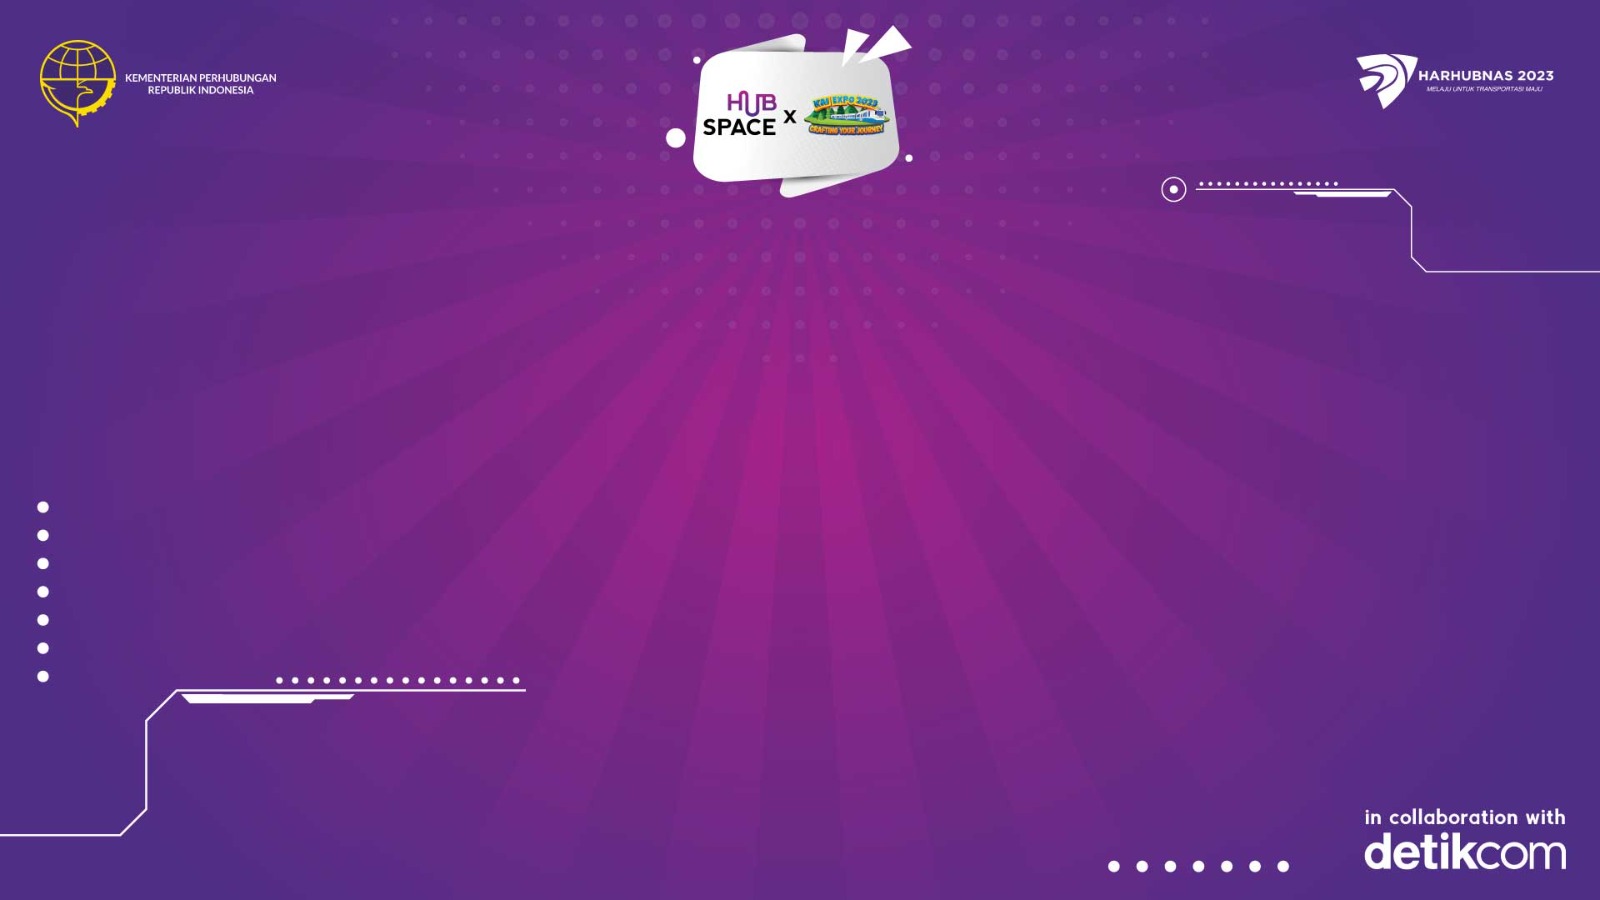 KEMENTERIAN PERHUBUNGAN
REPUBLIK INDONESIA
HUB
SPACE
x
KAI EXPO 2023
CRAFTING YOUR JOURNEY
HARHUBNAS 2023
MELAJU UNTUK TRANSPORTASI MAJU
in collaboration with
detikcom